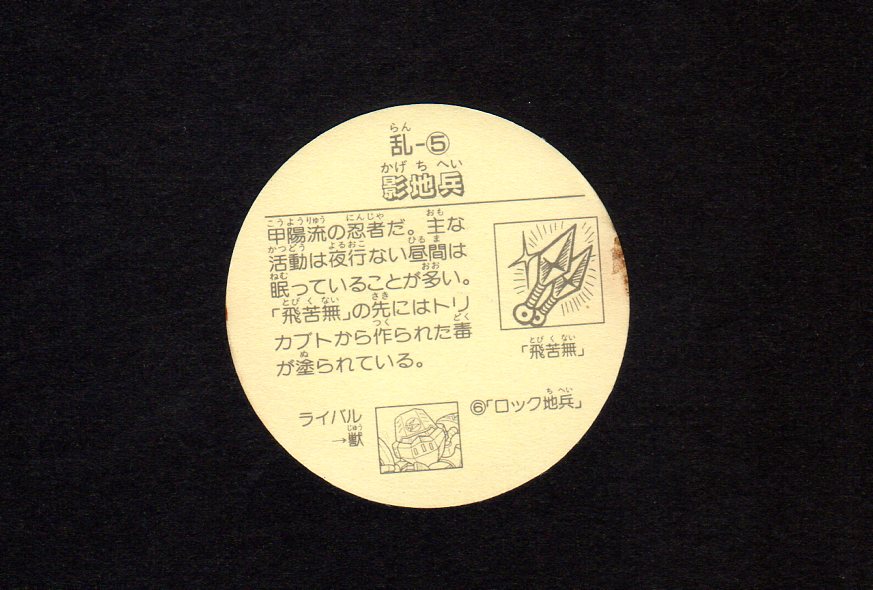 乱-⑤
影地兵
甲陽流の忍者だ。主な
活動は夜行ない昼間は
眠っていることが多い。
「飛苦無」の先にはトリ
カブトから作られた毒
が塗られている。
「飛苦無」
ライバル
→獣
⑥「ロック地兵」